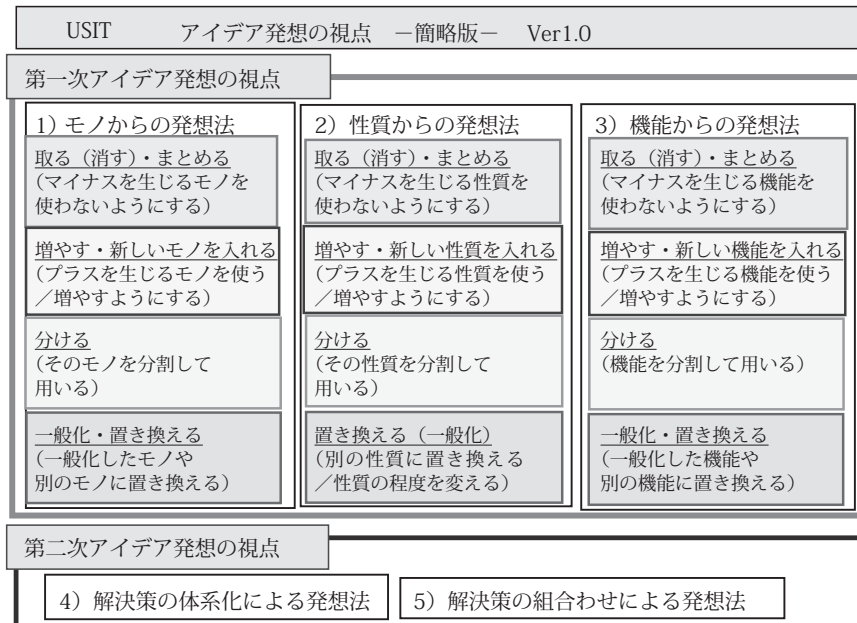 USIT アイデア発想の視点 －簡略版－ Ver1.0
第一次アイデア発想の視点
1）モノからの発想法
取る（消す）・まとめる
（マイナスを生じるモノを
使わないようにする）
増やす・新しいモノを入れる
（プラスを生じるモノを使う
／増やすようにする）
分ける
（そのモノを分割して
用いる）
一般化・置き換える
（一般化したモノや
別のモノに置き換える）
2）性質からの発想法
取る（消す）・まとめる
（マイナスを生じる性質を
使わないようにする）
増やす・新しい性質を入れる
（プラスを生じる性質を使う
／増やすようにする）
分ける
（その性質を分割して
用いる）
置き換える（一般化）
（別の性質に置き換える
／性質の程度を変える）
3）機能からの発想法
取る（消す）・まとめる
（マイナスを生じる機能を
使わないようにする）
増やす・新しい機能を入れる
（プラスを生じる機能を使う
／増やすようにする）
分ける
（機能を分割して用いる）
一般化・置き換える
（一般化した機能や
別の機能に置き換える）
第二次アイデア発想の視点
4）解決策の体系化による発想法
5）解決策の組合わせによる発想法